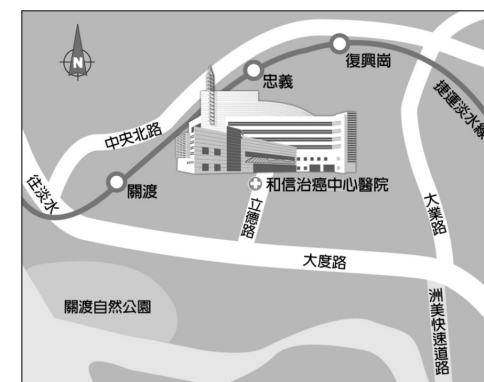 N
復興崗
忠義
捷運淡水線
中央北路
往淡水
關渡
和信治癌中心醫院
立德路
大業路
大度路
關渡自然公園
洲美快速道路